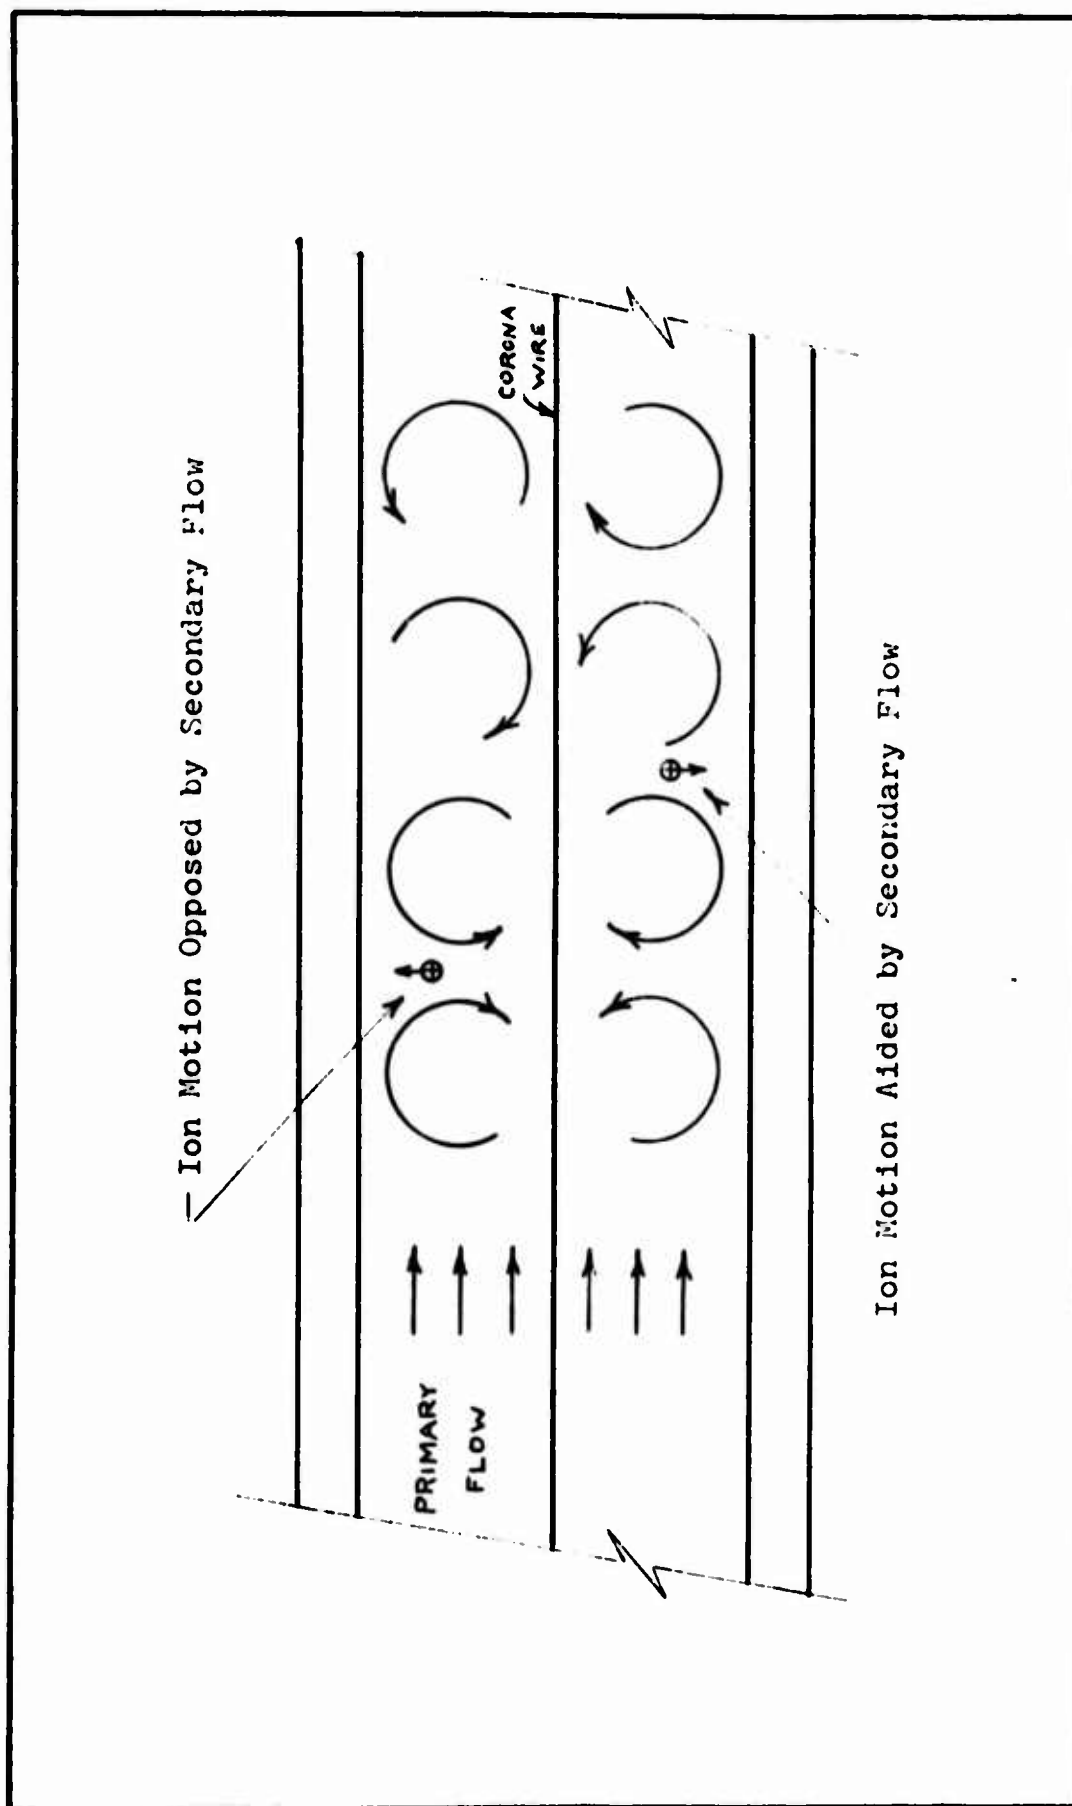 Ion Motion Opposed by Secondary Flow
CORONA
WIRE
PRIMARY
FLOW
Ion Motion Aided by Secondary Flow